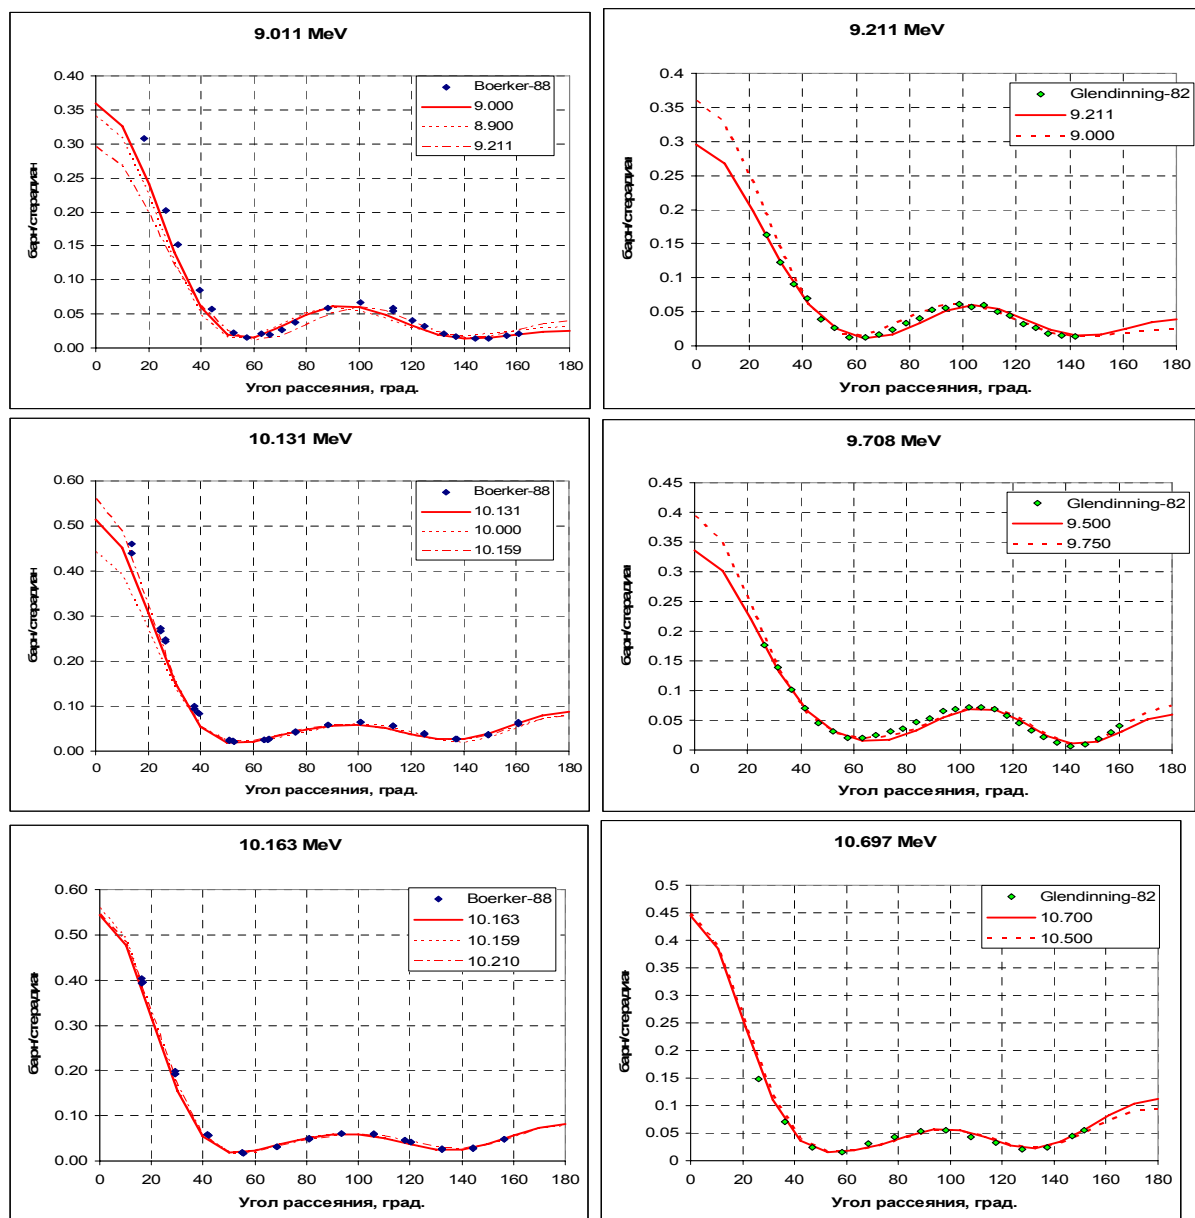 9.011 MeV
0.40
0.35
0.30
0.25
0.20
0.15
0.10
0.05
0.00
барн/стерадиан
Boerker-88
9.000
8.900
9.211
0 20 40 60 80 100 120 140 160 180
Угол рассеяния, град.
9.211 MeV
0.4
0.35
0.3
0.25
0.2
0.15
0.1
0.05
0
барн/стерадиан
Glendinning-82
9.211
9.000
0 20 40 60 80 100 120 140 160 180
Угол рассеяния, град.
10.131 MeV
0.60
0.50
0.40
0.30
0.20
0.10
0.00
барн/стерадиан
Boerker-88
10.131
10.000
10.159
0 20 40 60 80 100 120 140 160 180
Угол рассеяния, град.
9.708 MeV
0.45
0.4
0.35
0.3
0.25
0.2
0.15
0.1
0.05
0
барн/стерадиан
Glendinning-82
9.500
9.750
0 20 40 60 80 100 120 140 160 180
Угол рассеяния, град.
10.163 MeV
0.60
0.50
0.40
0.30
0.20
0.10
0.00
барн/стерадиан
Boerker-88
10.163
10.159
10.210
0 20 40 60 80 100 120 140 160 180
Угол рассеяния, град.
10.697 MeV
0.5
0.45
0.4
0.35
0.3
0.25
0.2
0.15
0.1
0.05
0
барн/стерадиан
Glendinning-82
10.700
10.500
0 20 40 60 80 100 120 140 160 180
Угол рассеяния, град.